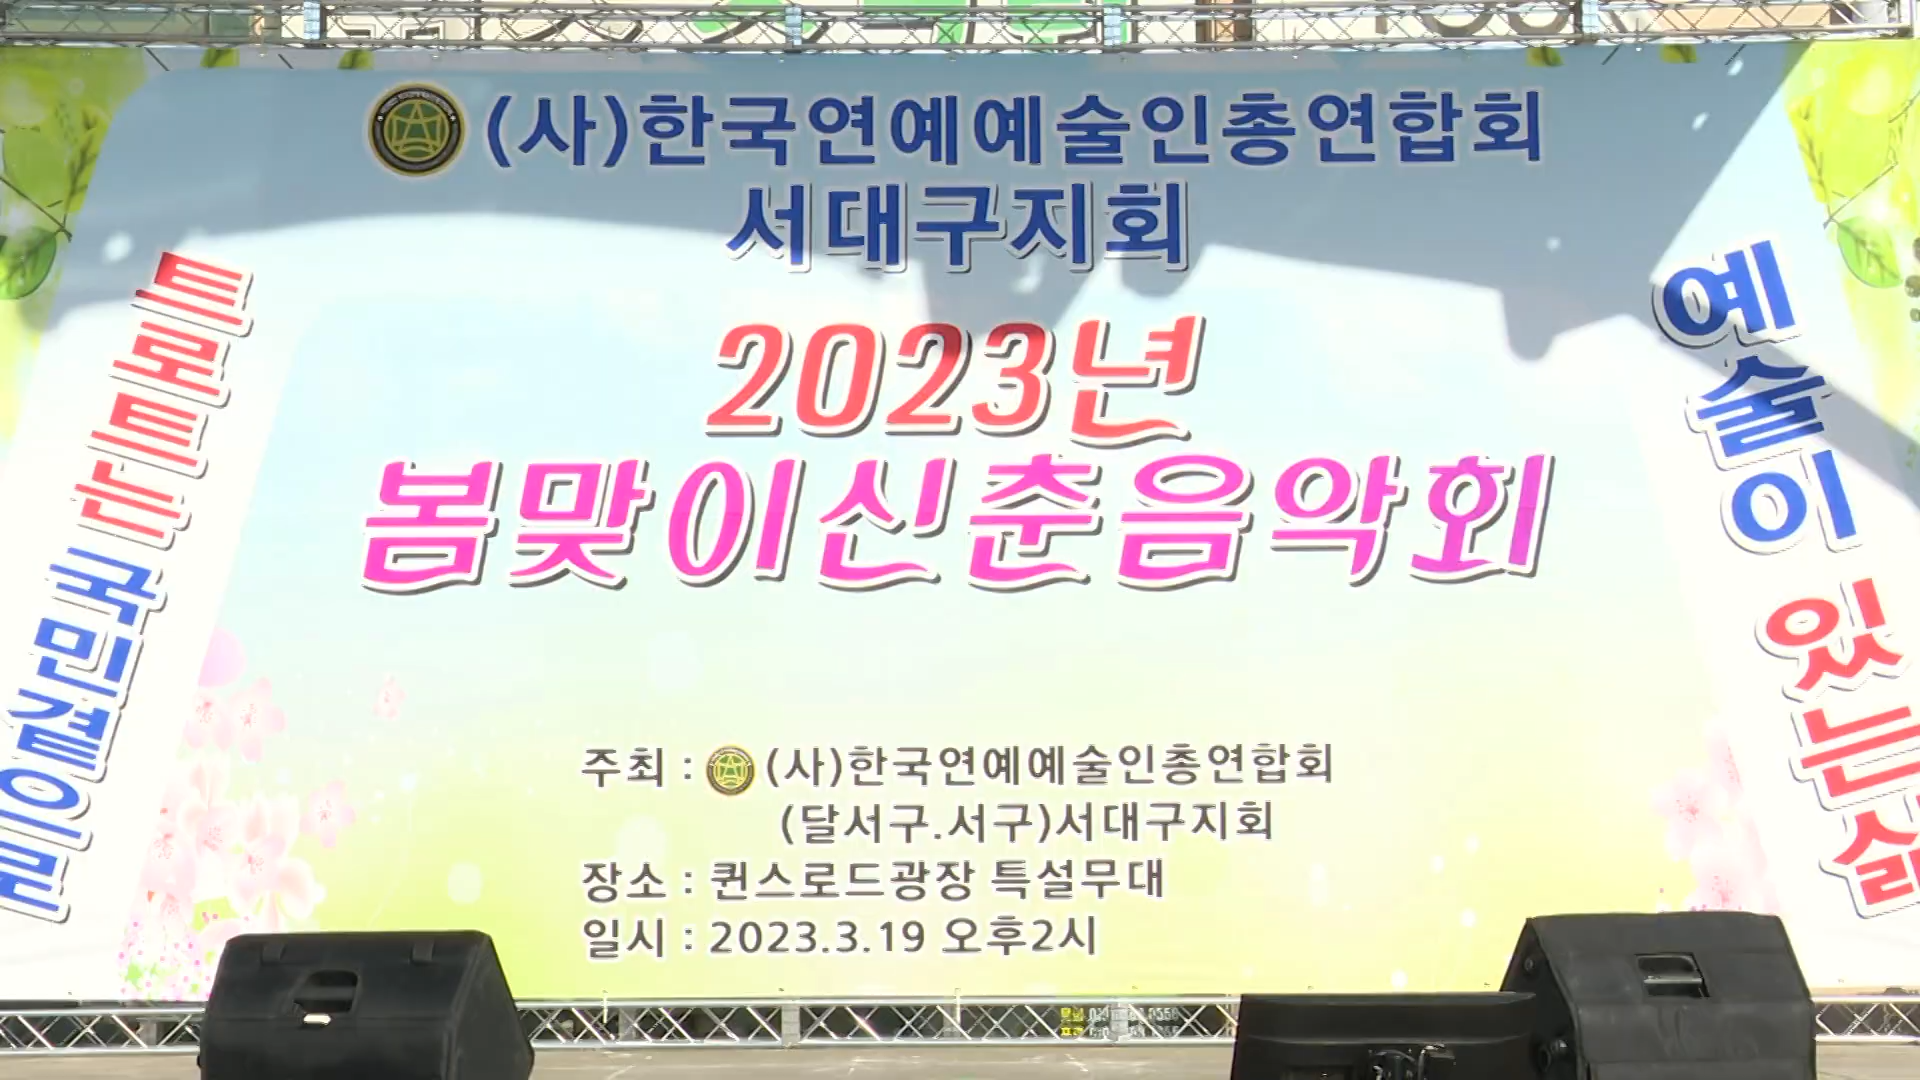 (사)한국연예예술인총연합회
서대구지회
트로트는 국민곁으로
2023년
봄맞이신춘음악회
예술이 있는 삶
주최 : (사)한국연예예술인총연합회
(달서구.서구)서대구지회
장소 : 퀸스로드광장 특설무대
일시 : 2023.3.19 오후2시